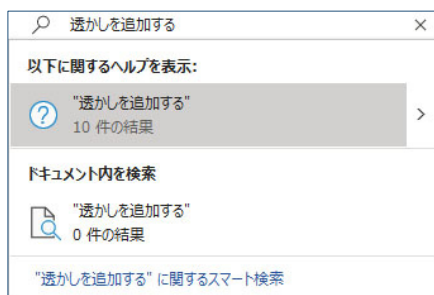 透かしを追加する
以下に関するヘルプを表示:
"透かしを追加する"
10 件の結果
ドキュメント内を検索
"透かしを追加する"
0 件の結果
"透かしを追加する" に関するスマート検索